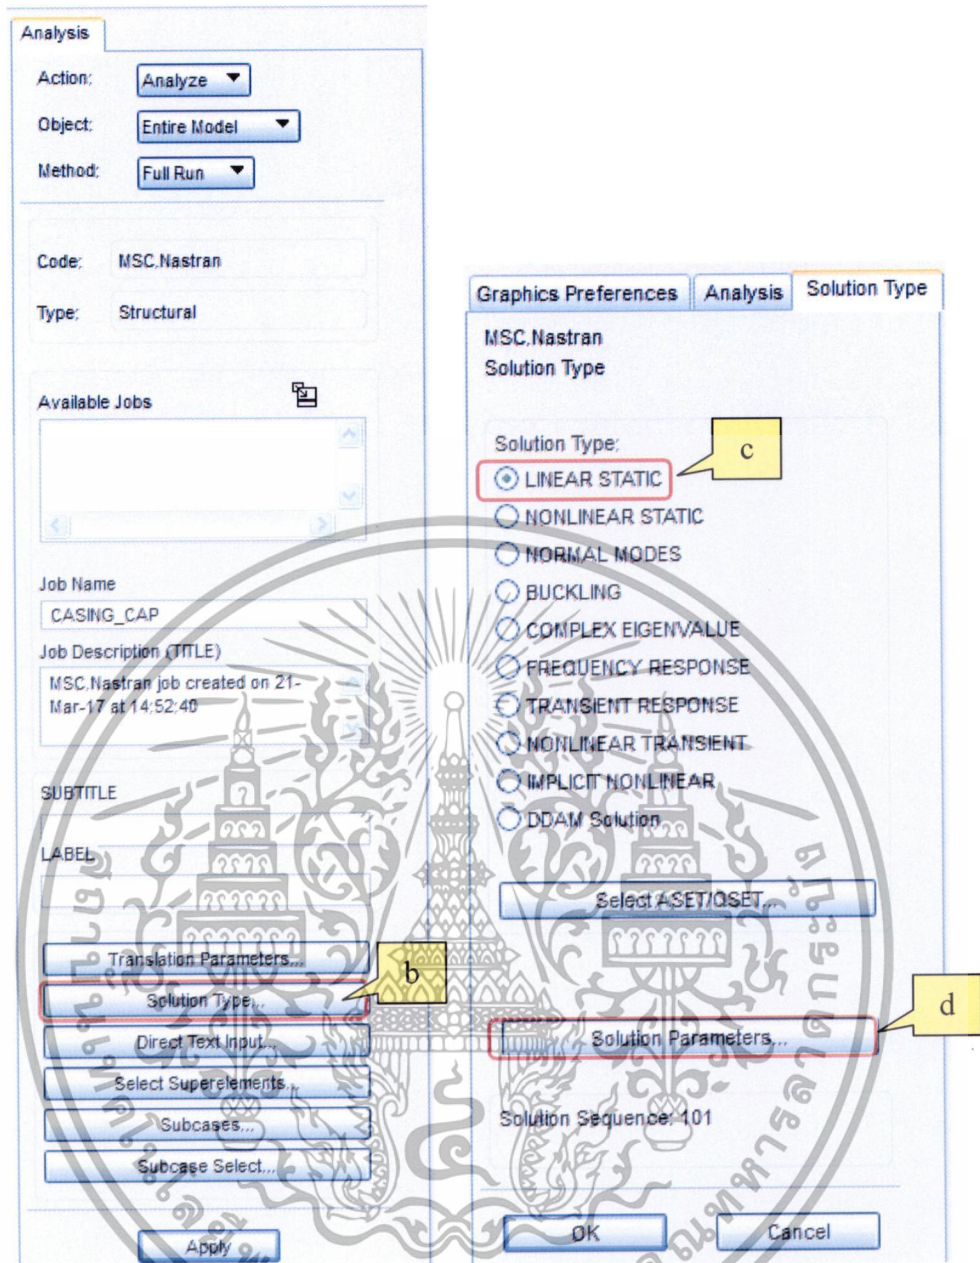 Analysis
Action: Analyze
Object: Entire Model
Method: Full Run
Code: MSC.Nastran
Type: Structural
Available Jobs
Job Name
CASING_CAP
Job Description (TITLE)
MSC.Nastran job created on 21-
Mar-17 at 14:52:40
SUBTITLE
LABEL
Translation Parameters...
Solution Type...
b
Direct Text Input...
Select Superelements...
Subcases...
Subcase Select...
Apply
Graphics Preferences Analysis Solution Type
MSC.Nastran
Solution Type
Solution Type:
c
LINEAR STATIC
NONLINEAR STATIC
NORMAL MODES
BUCKLING
COMPLEX EIGENVALUE
FREQUENCY RESPONSE
TRANSIENT RESPONSE
NONLINEAR TRANSIENT
IMPLICIT NONLINEAR
DDAM Solution
Select ASET/QSET...
d
Solution Parameters...
Solution Sequence: 101
OK Cancel